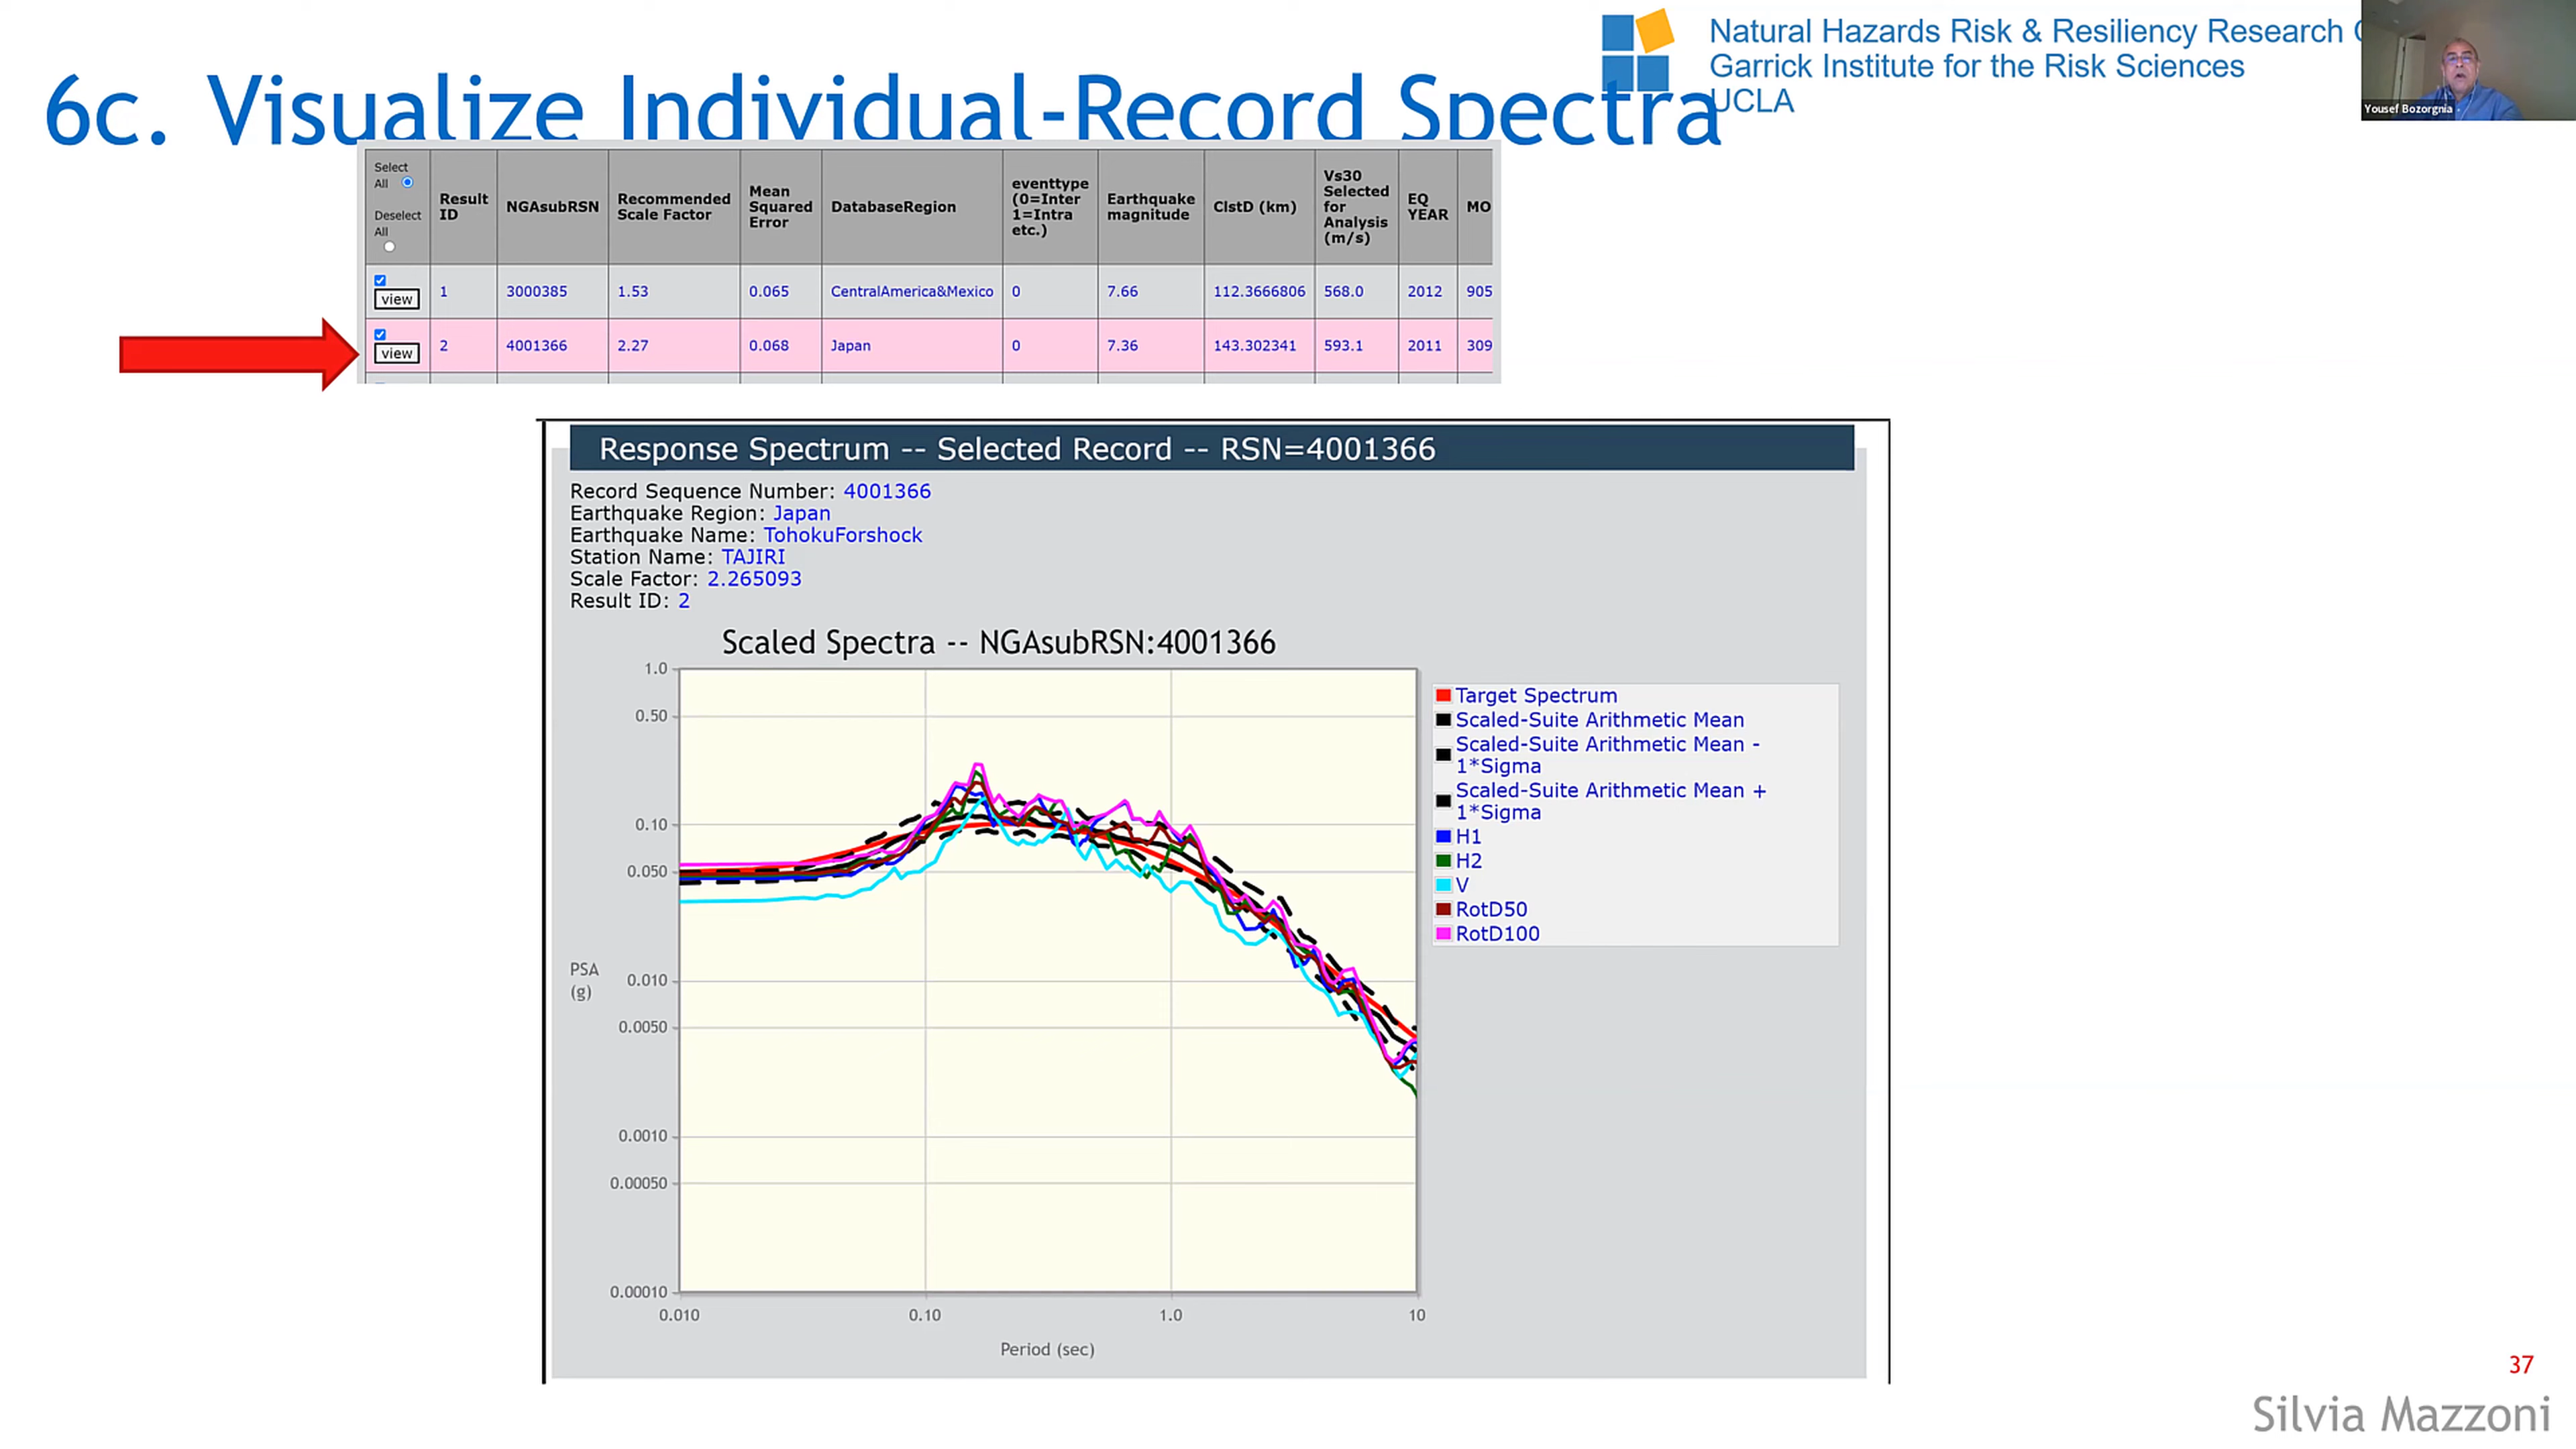 6c. Visualize Individual-Record Spectra
Natural Hazards Risk & Resiliency Research
Garrick Institute for the Risk Sciences
UCLA
Yousef Bozorgnia
Select
All
Deselect
All
Result
ID
NGAsubRSN
Recommended
Scale Factor
Mean
Squared
Error
DatabaseRegion
eventtype
(0=Inter
1=Intra
etc.)
Earthquake
magnitude
ClstD (km)
Vs30
Selected
for
Analysis
(m/s)
EQ
YEAR
MO
view 1 3000385 1.53 0.065 CentralAmerica&Mexico 0 7.66 112.3666806 568.0 2012 905
view 2 4001366 2.27 0.068 Japan 0 7.36 143.302341 593.1 2011 309
Response Spectrum -- Selected Record -- RSN=4001366
Record Sequence Number: 4001366
Earthquake Region: Japan
Earthquake Name: TohokuForshock
Station Name: TAJIRI
Scale Factor: 2.265093
Result ID: 2
Scaled Spectra -- NGAsubRSN:4001366
1.0
0.50
0.10
0.050
0.010
0.0050
0.0010
0.00050
0.00010
PSA
(g)
0.010 0.10 1.0 10
Period (sec)
Target Spectrum
Scaled-Suite Arithmetic Mean
Scaled-Suite Arithmetic Mean -
1*Sigma
Scaled-Suite Arithmetic Mean +
1*Sigma
H1
H2
V
RotD50
RotD100
37
Silvia Mazzoni